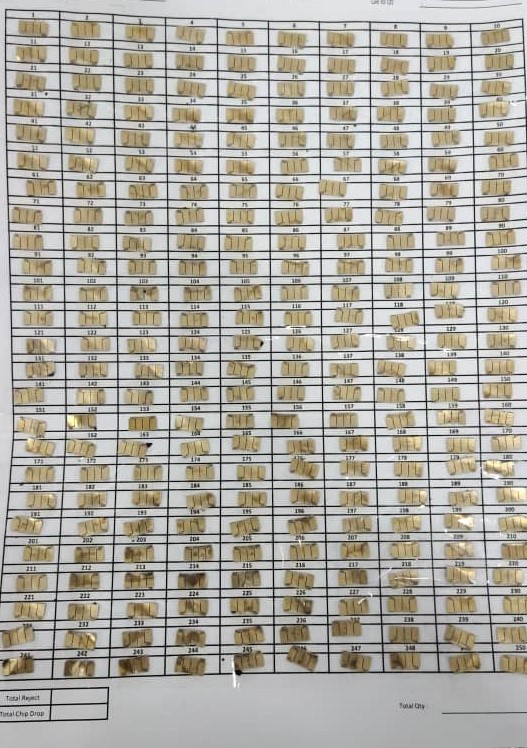 Lot ID (2)
1 2 3 4 5 6 7 8 9 10
11 12 13 14 15 16 17 18 19 20
21 22 23 24 25 26 27 28 29 30
31 32 33 34 35 36 37 38 39 40
41 42 43 44 45 46 47 48 49 50
51 52 53 54 55 56 57 58 59 60
61 62 63 64 65 66 67 68 69 70
71 72 73 74 75 76 77 78 79 80
81 82 83 84 85 86 87 88 89 90
91 92 93 94 95 96 97 98 99 100
101 102 103 104 105 106 107 108 109 110
111 112 113 114 115 116 117 118 119 120
121 122 123 124 125 126 127 128 129 130
131 132 133 134 135 136 137 138 139 140
141 142 143 144 145 146 147 148 149 150
151 152 153 154 155 156 157 158 159 160
162 163 164 165 166 167 168 169 170
171 172 173 174 175 176 177 178 179 180
181 182 183 184 185 186 187 188 189 190
191 192 193 194 195 196 197 198 199 200
201 202 203 204 205 206 207 208 209 210
211 212 213 214 215 216 217 218 219 220
221 222 223 224 225 226 227 228 229 230
232 233 234 235 236 237 238 239 240
241 242 243 244 245 246 247 248 249 250
Total Reject
Total Chip Drop
Total Qty :